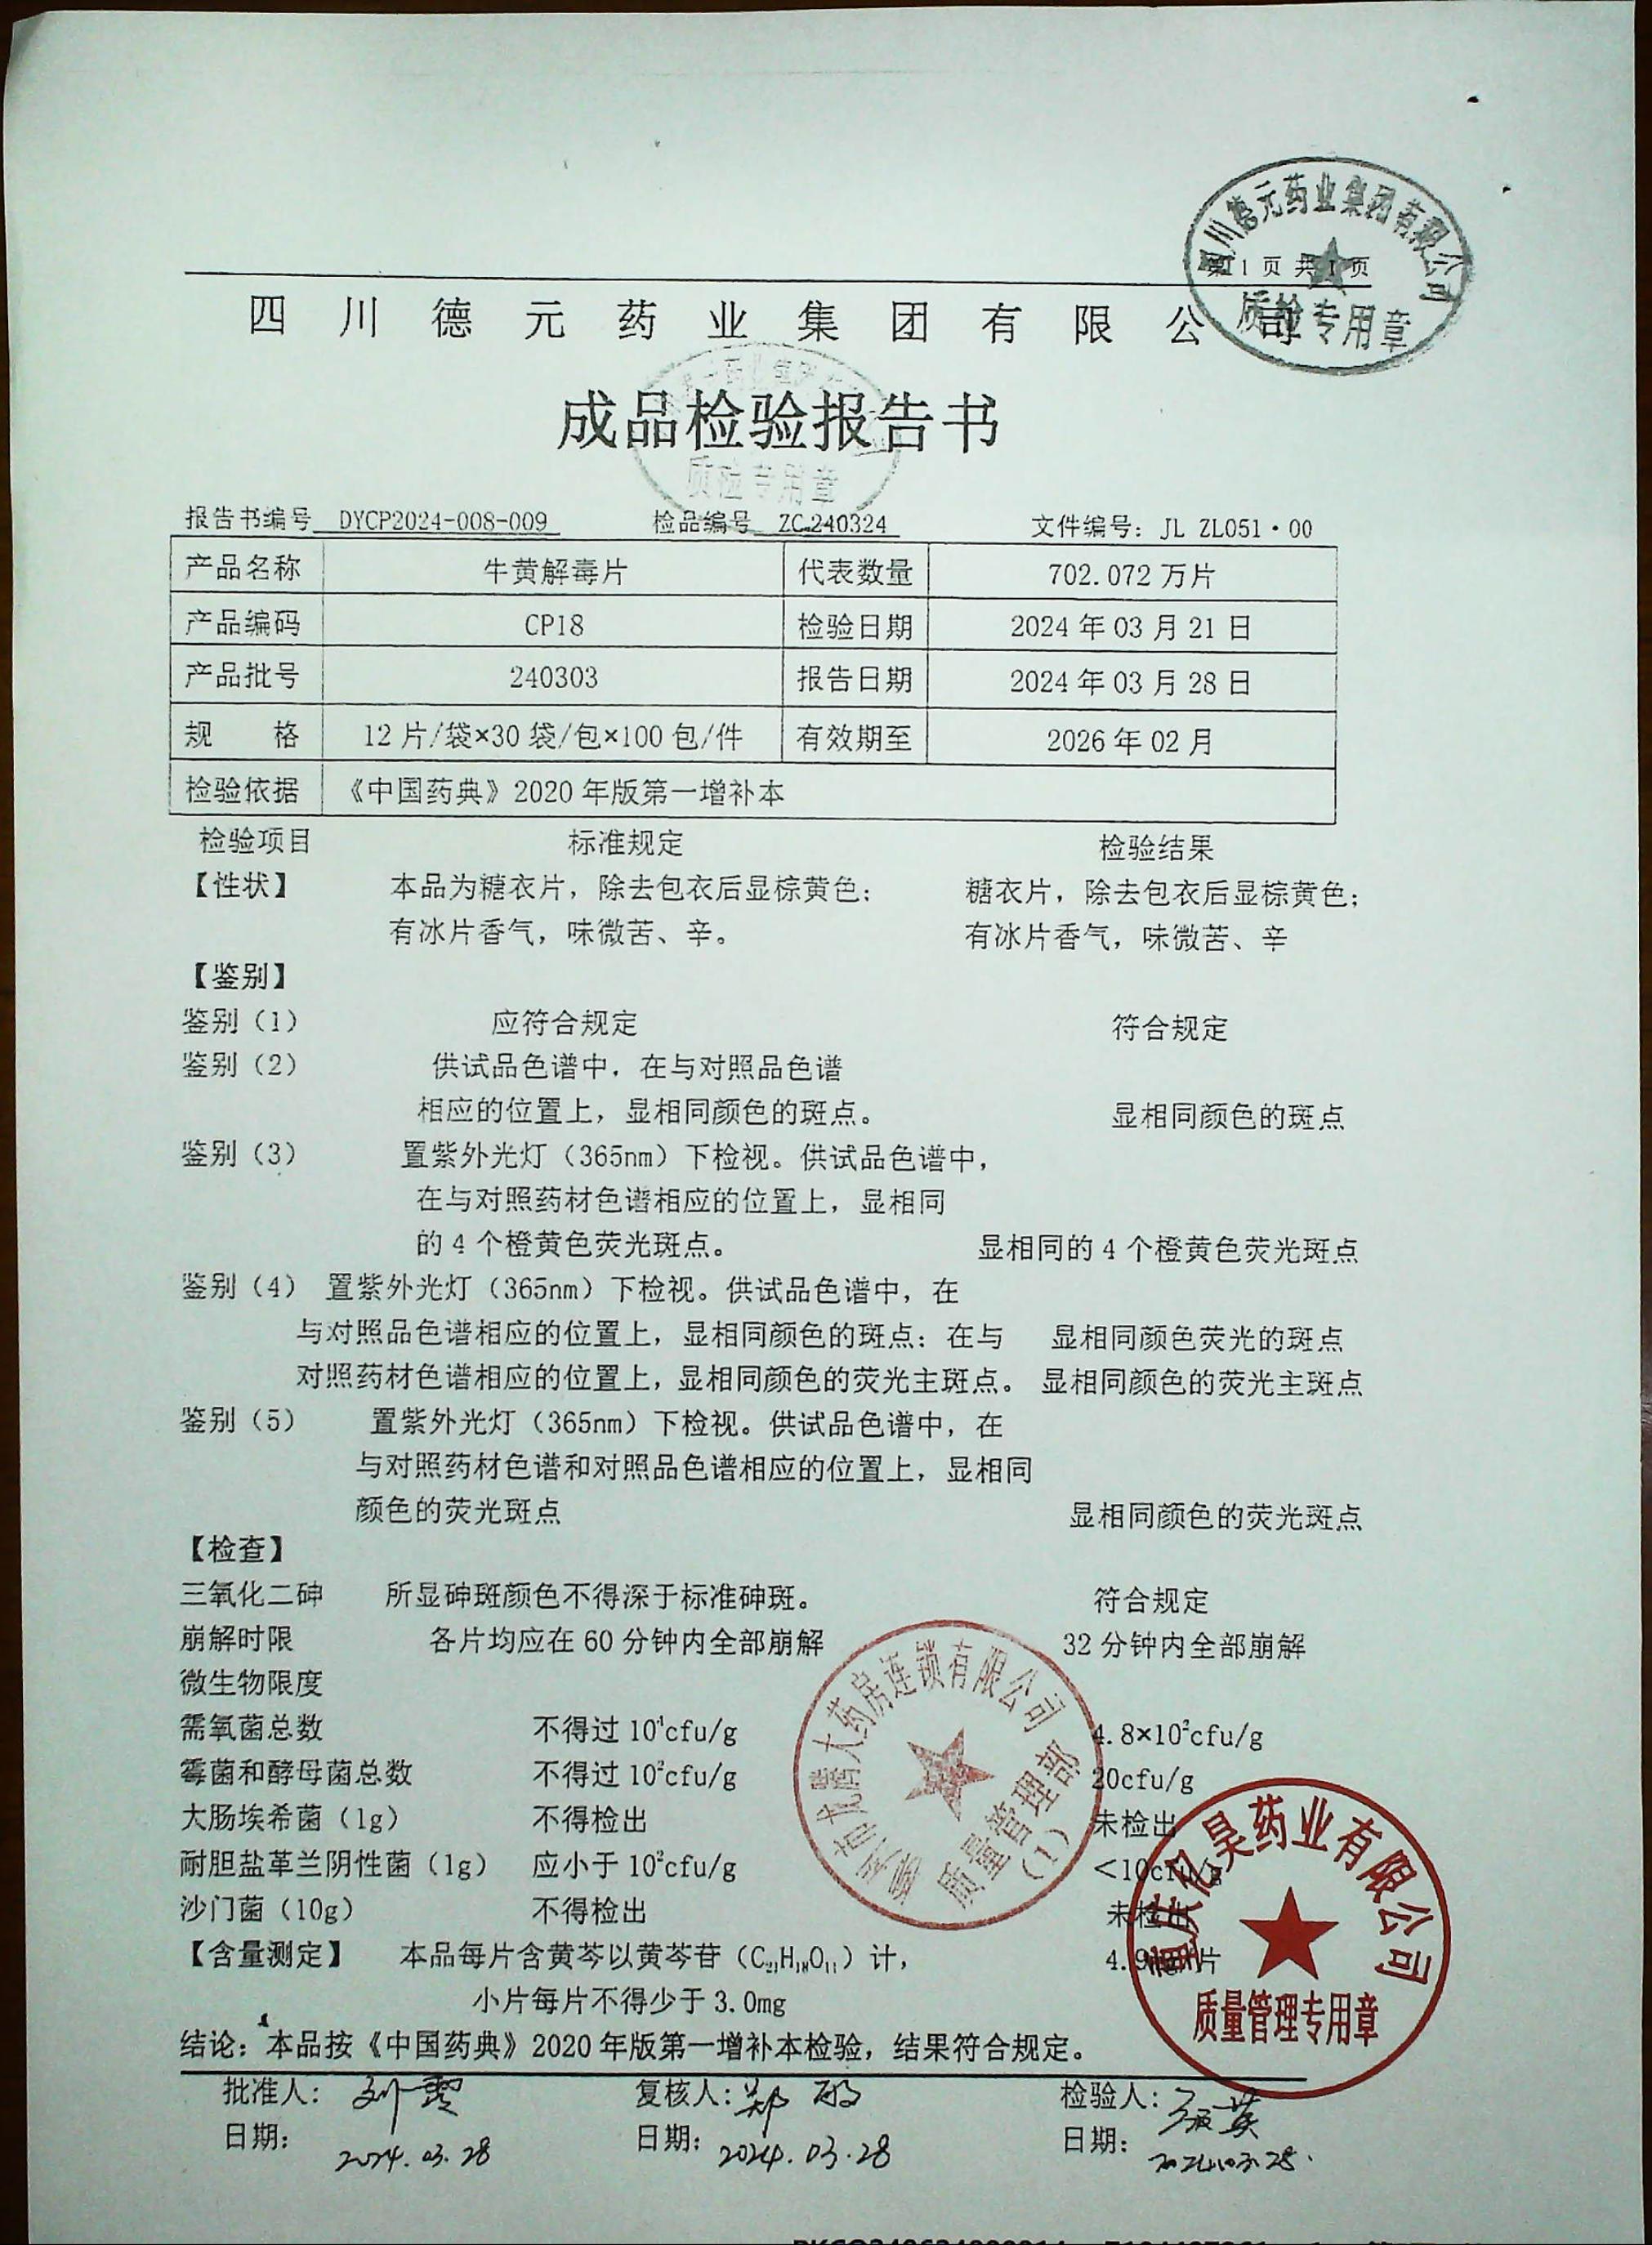 第1页 共1页
四川德元药业集团有限公司
质检专用章
成品检验报告书
质检专用章
报告书编号 DYCP2024-008-009 检品编号 ZC240324 文件编号：JL ZL051·00
产品名称 牛黄解毒片 代表数量 702.072万片
产品编码 CP18 检验日期 2024年03月21日
产品批号 240303 报告日期 2024年03月28日
规 格 12片/袋×30袋/包×100包/件 有效期至 2026年02月
检验依据 《中国药典》2020年版第一增补本
检验项目 标准规定 检验结果
【性状】 本品为糖衣片，除去包衣后显棕黄色； 糖衣片，除去包衣后显棕黄色；
有冰片香气，味微苦、辛。 有冰片香气，味微苦、辛
【鉴别】
鉴别（1） 应符合规定 符合规定
鉴别（2） 供试品色谱中，在与对照品色谱
相应的位置上，显相同颜色的斑点。 显相同颜色的斑点
鉴别（3） 置紫外光灯（365nm）下检视。供试品色谱中，
在与对照药材色谱相应的位置上，显相同
的4个橙黄色荧光斑点。 显相同的4个橙黄色荧光斑点
鉴别（4） 置紫外光灯（365nm）下检视。供试品色谱中，在
与对照品色谱相应的位置上，显相同颜色的斑点；在与 显相同颜色荧光的斑点
对照药材色谱相应的位置上，显相同颜色的荧光主斑点。 显相同颜色的荧光主斑点
鉴别（5） 置紫外光灯（365nm）下检视。供试品色谱中，在
与对照药材色谱和对照品色谱相应的位置上，显相同
颜色的荧光斑点 显相同颜色的荧光斑点
【检查】
三氧化二砷 所显砷斑颜色不得深于标准砷斑。 符合规定
崩解时限 各片均应在60分钟内全部崩解 32分钟内全部崩解
微生物限度
需氧菌总数 不得过10⁴cfu/g 4.8×10²cfu/g
霉菌和酵母菌总数 不得过10²cfu/g 20cfu/g
大肠埃希菌（1g） 不得检出 未检出
耐胆盐革兰阴性菌（1g） 应小于10²cfu/g <10cfu/g
沙门菌（10g） 不得检出 未检出
【含量测定】 本品每片含黄芩以黄芩苷（C₂₁H₁₈O₁₁）计， 4.9mg/片
小片每片不得少于3.0mg
大药房连锁有限公司
质量管理部
（1）
重庆亿昊药业有限公司
质量管理专用章
结论：本品按《中国药典》2020年版第一增补本检验，结果符合规定。
批准人： 复核人：郑 检验人：
日期： 2024.03.28 日期：2024.03.28 日期：2024.03.28.